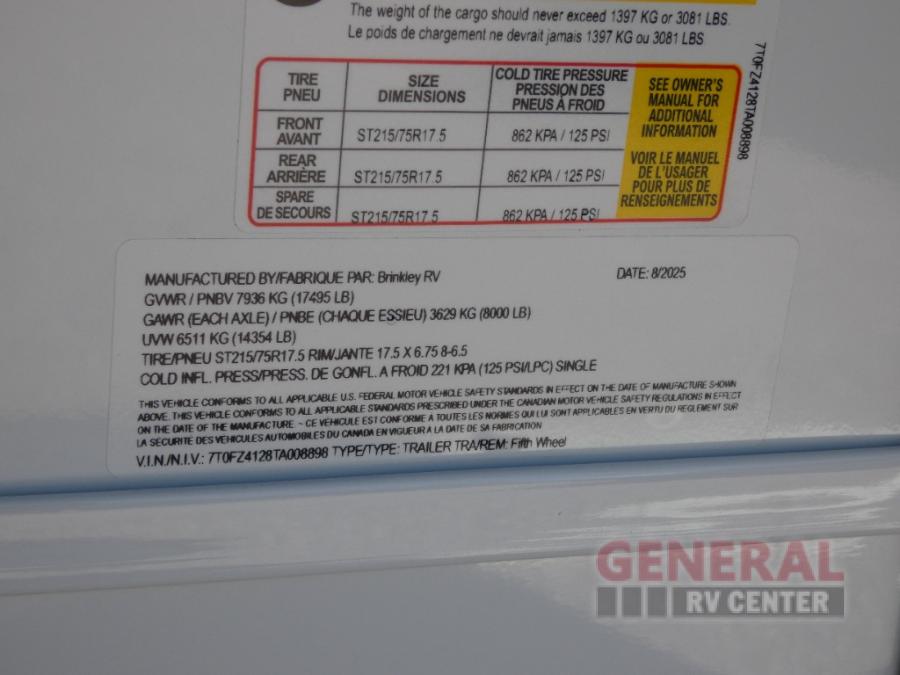 The weight of the cargo should never exceed 1397 KG or 3081 LBS.
Le poids de chargement ne devrait jamais 1397 KG ou 3081 LBS
TIRE PNEU SIZE DIMENSIONS COLD TIRE PRESSURE PRESSION DES PNEUS À FROID
FRONT AVANT ST215/75R17.5 862 KPA / 125 PSI
REAR ARRIÈRE ST215/75R17.5 862 KPA / 125 PSI
SPARE DE SECOURS ST215/75R17.5 862 KPA / 125 PSI
SEE OWNER'S
MANUAL FOR
ADDITIONAL
INFORMATION
VOIR LE MANUEL
DE L'USAGER
POUR PLUS DE
RENSEIGNEMENTS
7T0FZ4128TA008898
MANUFACTURED BY/FABRIQUE PAR: Brinkley RV DATE: 8/2025
GVWR / PNBV 7936 KG (17495 LB)
GAWR (EACH AXLE) / PNBE (CHAQUE ESSIEU) 3629 KG (8000 LB)
UVW 6511 KG (14354 LB)
TIRE/PNEU ST215/75R17.5 RIM/JANTE 17.5 X 6.75 8-6.5
COLD INFL. PRESS/PRESS. DE GONFL. A FROID 221 KPA (125 PSI/LPC) SINGLE
THIS VEHICLE CONFORMS TO ALL APPLICABLE U.S. FEDERAL MOTOR VEHICLE SAFETY STANDARDS IN EFFECT ON THE DATE OF MANUFACTURE SHOWN
ABOVE. THIS VEHICLE CONFORMS TO ALL APPLICABLE STANDARDS PRESCRIBED UNDER THE CANADIAN MOTOR VEHICLE SAFETY REGULATIONS IN EFFECT
ON THE DATE OF THE MANUFACTURE ~ CE VEHICULE EST CONFORME A TOUTES LES NORMES QUI LUI SONT APPLICABLES EN VERTU DU REGLEMENT SUR
LA SECURITE DES VEHICULES AUTOMOBILES DU CANADA EN VIGUEUR A LA DATE DE SA FABRICATION
V.I.N./N.I.V.: 7T0FZ4128TA008898 TYPE/TYPE: TRAILER TRA/REM: Fifth Wheel
GENERAL
RV CENTER